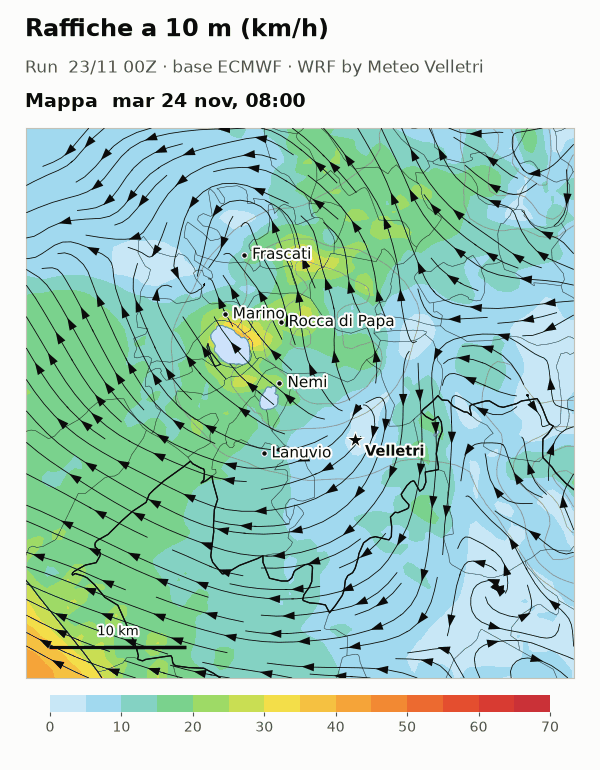 Raffiche a 10 m (km/h)
Run 23/11 00Z · base ECMWF · WRF by Meteo Velletri
Mappa mar 24 nov, 08:00
Frascati
Marino
Rocca di Papa
Nemi
Lanuvio
Velletri
10 km
0 10 20 30 40 50 60 70